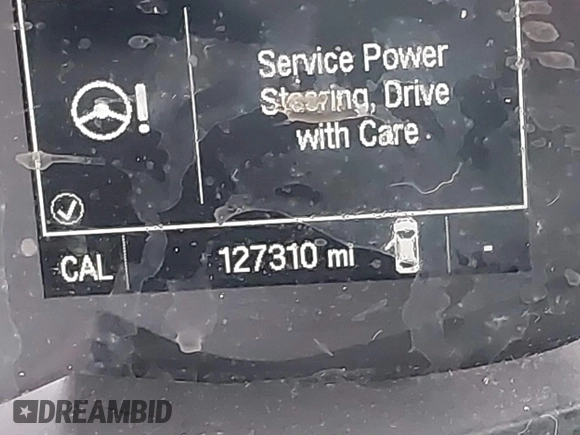 Service Power
Steering, Drive
with Care
CAL
127310 mi
-
DREAMBID